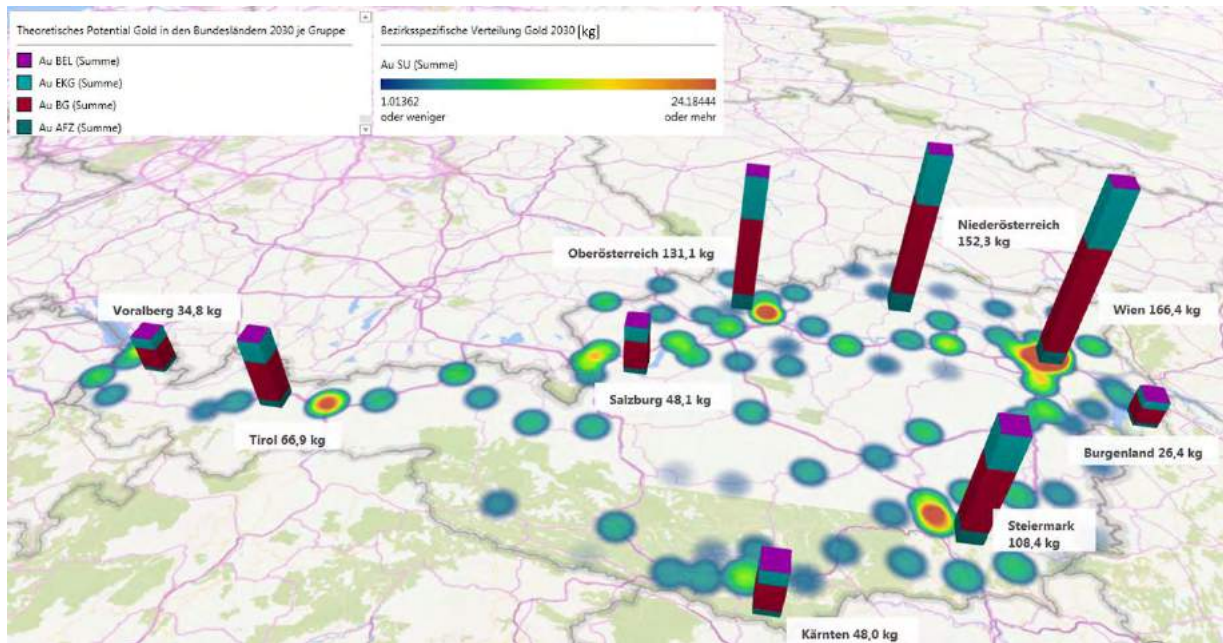 Theoretisches Potential Gold in den Bundesländern 2030 je Gruppe
Au BEL (Summe)
Au EKG (Summe)
Au BG (Summe)
Au AFZ (Summe)
Bezirksspezifische Verteilung Gold 2030 [kg]
Au SU (Summe)
1.01362
oder weniger
24.18444
oder mehr
Niederösterreich
152,3 kg
Oberösterreich 131,1 kg
Voralberg 34,8 kg
Wien 166,4 kg
Salzburg 48,1 kg
Tirol 66,9 kg
Burgenland 26,4 kg
Steiermark
108,4 kg
Kärnten 48,0 kg